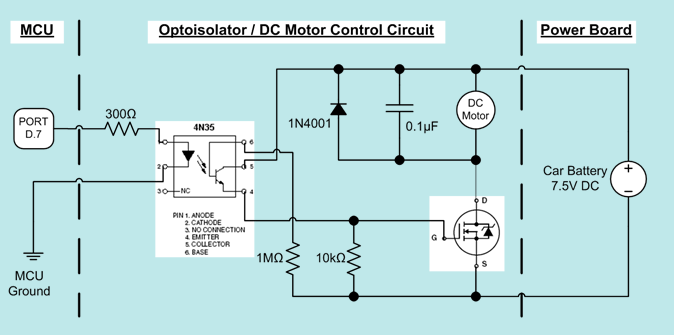 MCU
Optoisolator / DC Motor Control Circuit
Power Board
PORT
D.7
300Ω
4N35
1
2
3
NC
6
5
4
PIN 1. ANODE
2. CATHODE
3. NO CONNECTION
4. EMITTER
5. COLLECTOR
6. BASE
1N4001
0.1µF
DC
Motor
Car Battery
7.5V DC
+
−
D
G
S
1MΩ
10kΩ
MCU
Ground